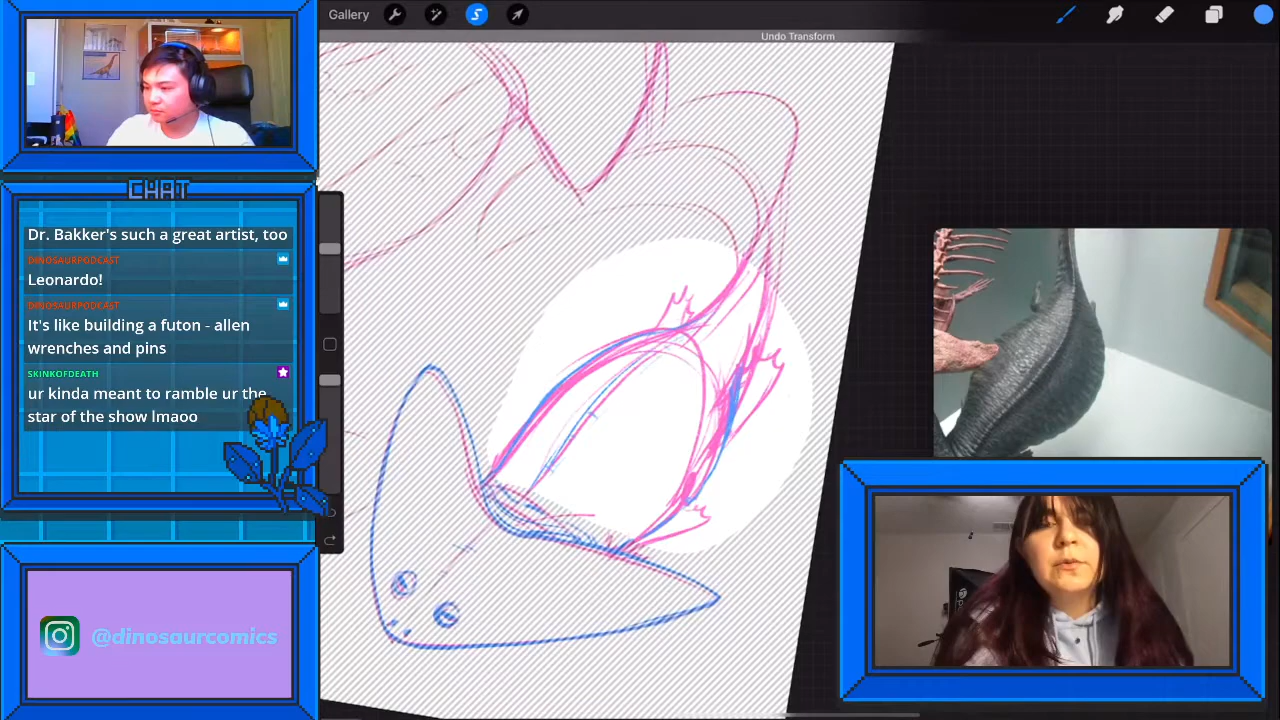 Gallery
Undo Transform
CHAT
Dr. Bakker's such a great artist, too
DINOSAURPODCAST
Leonardo!
DINOSAURPODCAST
It's like building a futon - allen
wrenches and pins
SKINKOFDEATH
ur kinda meant to ramble ur the
star of the show lmaoo
@dinosaurcomics